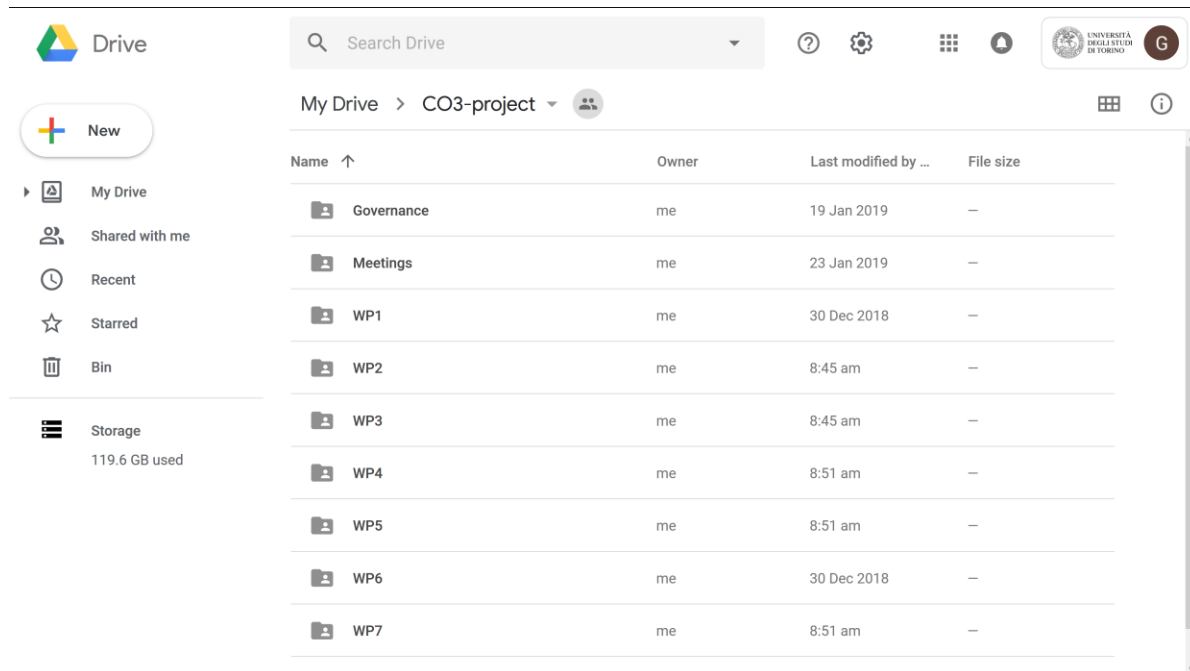 Drive
Search Drive
UNIVERSITÀ
DEGLI STUDI
DI TORINO
G
My Drive > CO3-project
New
My Drive
Shared with me
Recent
Starred
Bin
Storage
119.6 GB used
Name Owner Last modified by ... File size
Governance me 19 Jan 2019 —
Meetings me 23 Jan 2019 —
WP1 me 30 Dec 2018 —
WP2 me 8:45 am —
WP3 me 8:45 am —
WP4 me 8:51 am —
WP5 me 8:51 am —
WP6 me 30 Dec 2018 —
WP7 me 8:51 am —